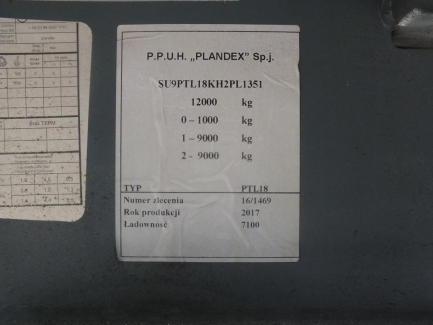 P.P.U.H. „PLANDEX” Sp.j.
SU9PTL18KH2PL1351
12000 kg
0 – 1000 kg
1 – 9000 kg
2 - 9000 kg
TYP PTL18
Numer zlecenia 16/1469
Rok produkcji 2017
Ładowność 7100